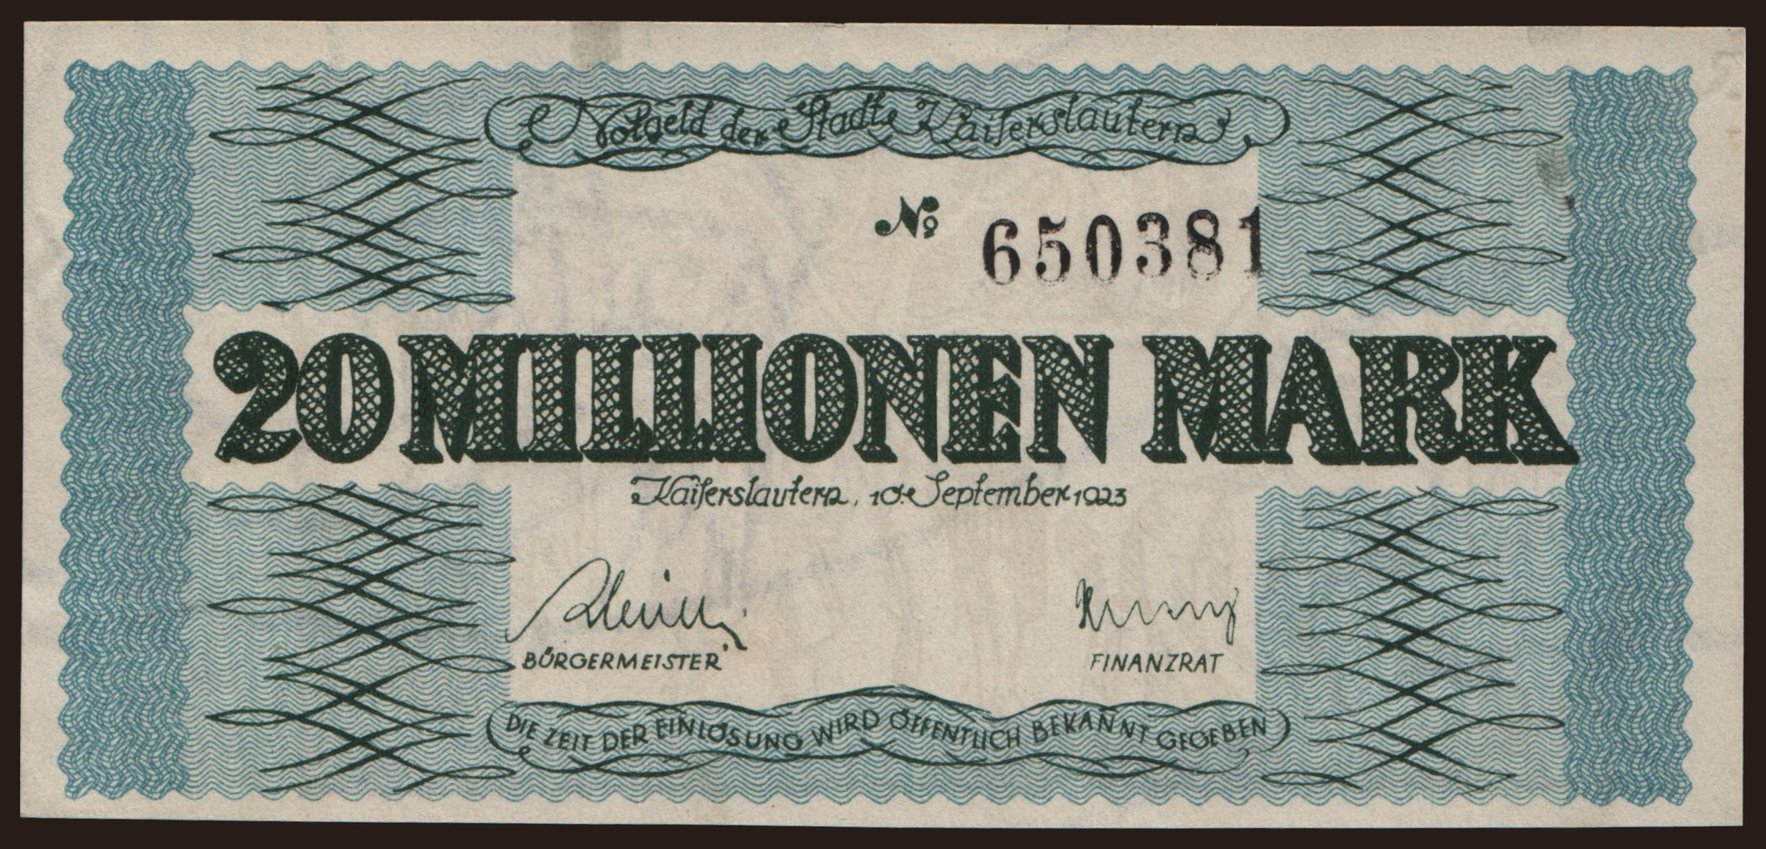 Notgeld der Stadt Kaiserslautern
No 650381
20 MILLIONEN MARK
Kaiserslautern, 10. September 1923
BÜRGERMEISTER FINANZRAT
DIE ZEIT DER EINLÖSUNG WIRD ÖFFENTLICH BEKANNT GEGEBEN